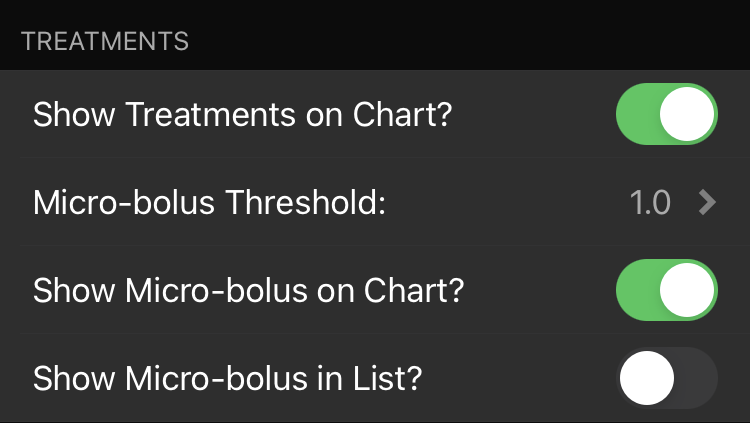 TREATMENTS
Show Treatments on Chart?
Micro-bolus Threshold: 1.0
Show Micro-bolus on Chart?
Show Micro-bolus in List?